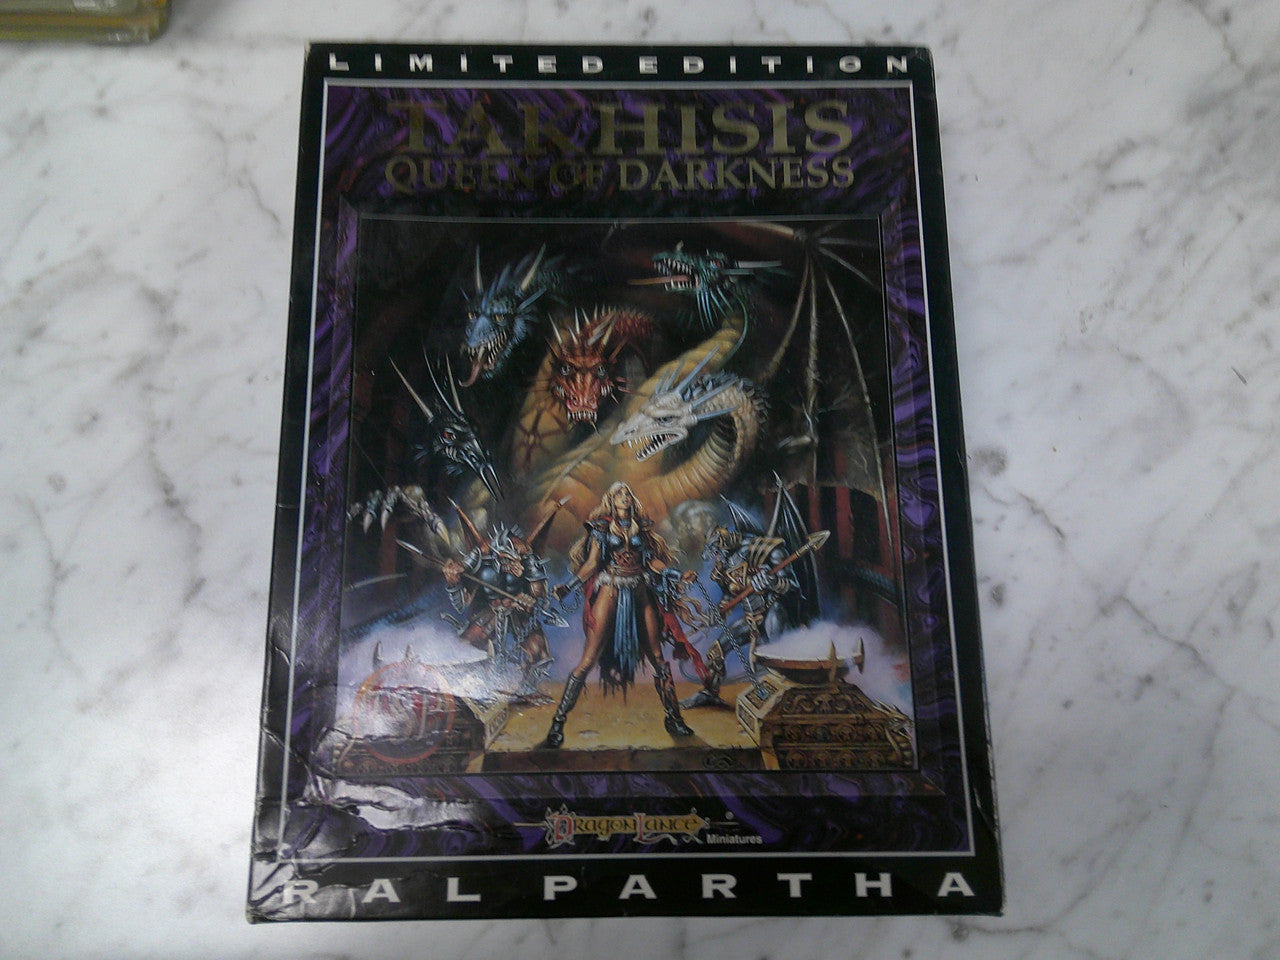 LIMITED EDITION
TAKHISIS
QUEEN OF DARKNESS
DRAGONLANCE ®
Miniatures
RAL PARTHA